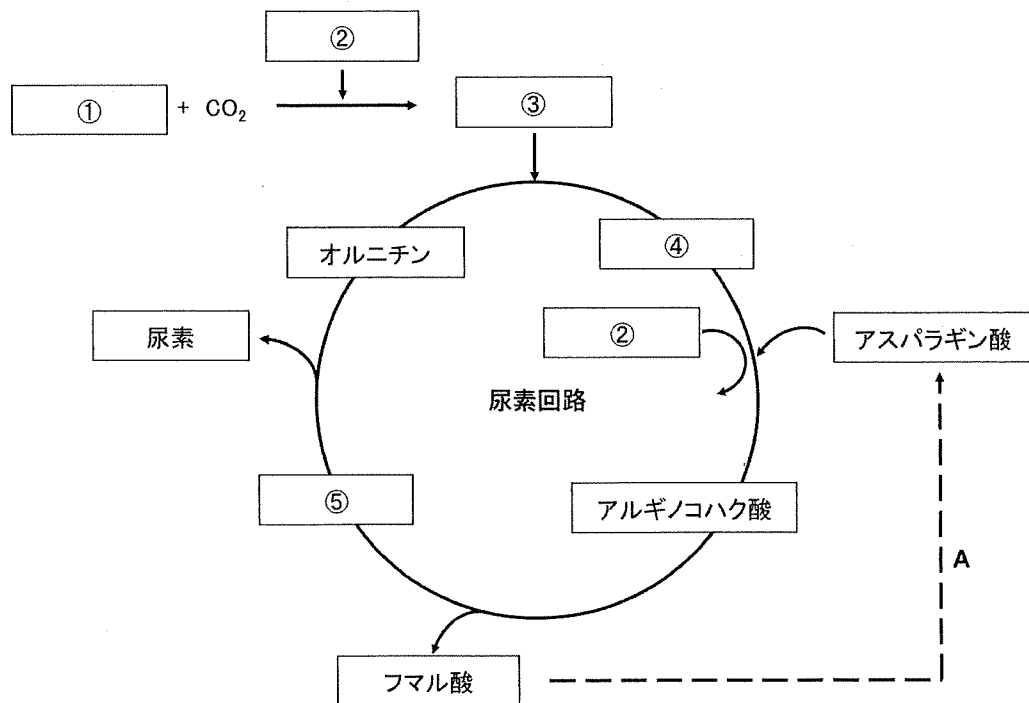 ②
① + CO₂
③
オルニチン
④
尿素
②
アスパラギン酸
尿素回路
⑤
アルギノコハク酸
A
フマル酸